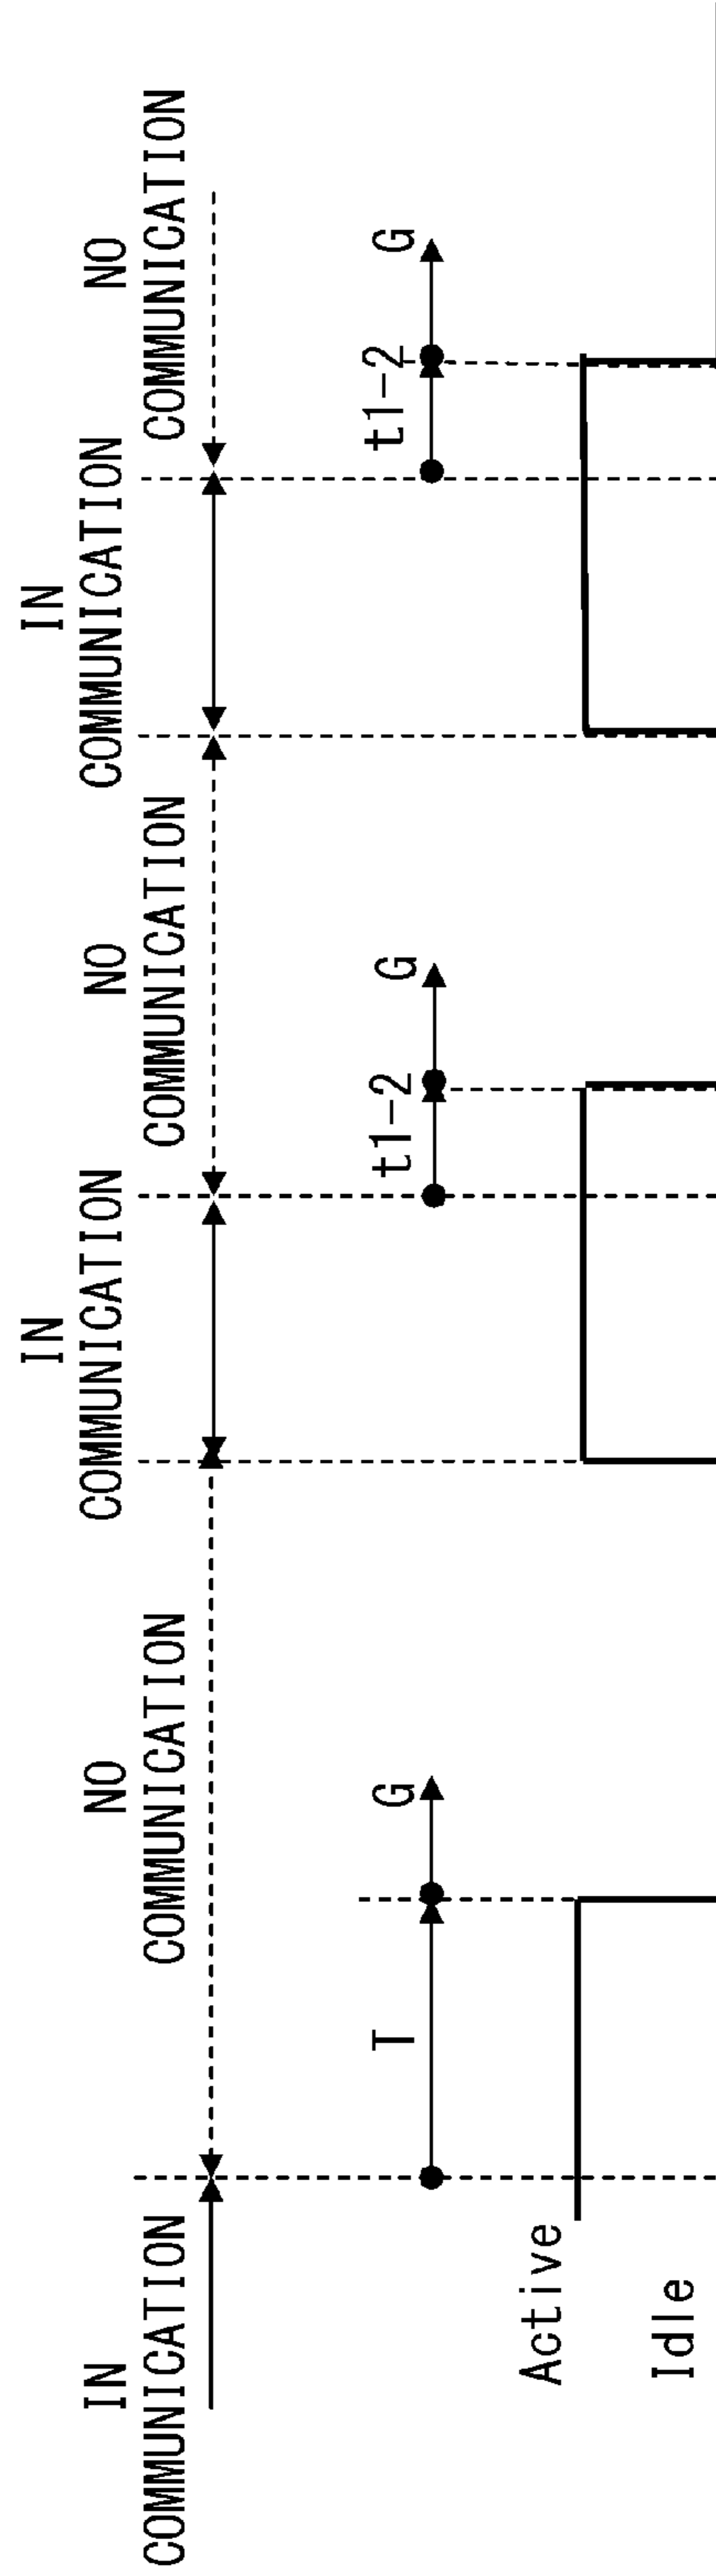 IN
COMMUNICATION
NO
COMMUNICATION
IN
COMMUNICATION
NO
COMMUNICATION
IN
COMMUNICATION
NO
COMMUNICATION
T
G
t1-2
G
t1-2
G
Active
Idle